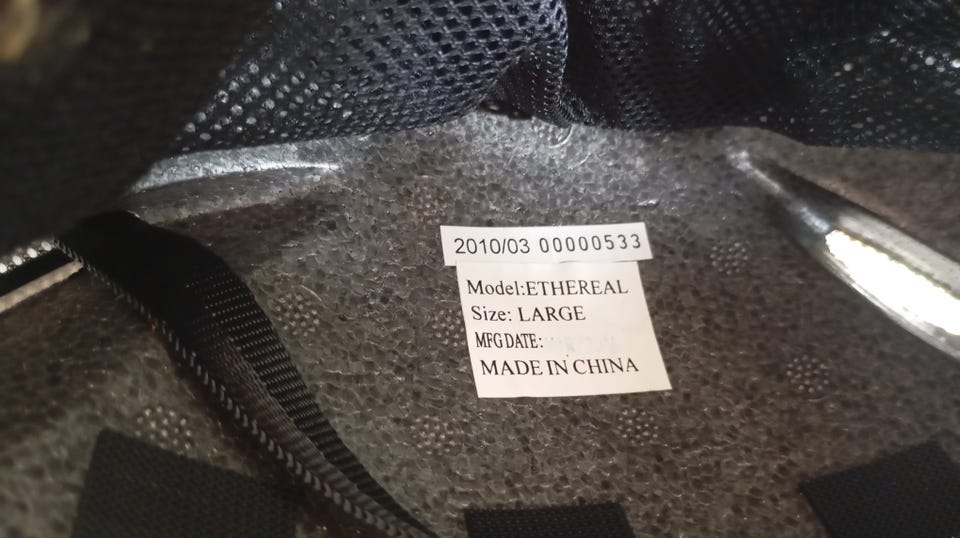 2010/03 00000533
Model:ETHEREAL
Size: LARGE
MFG DATE:
MADE IN CHINA